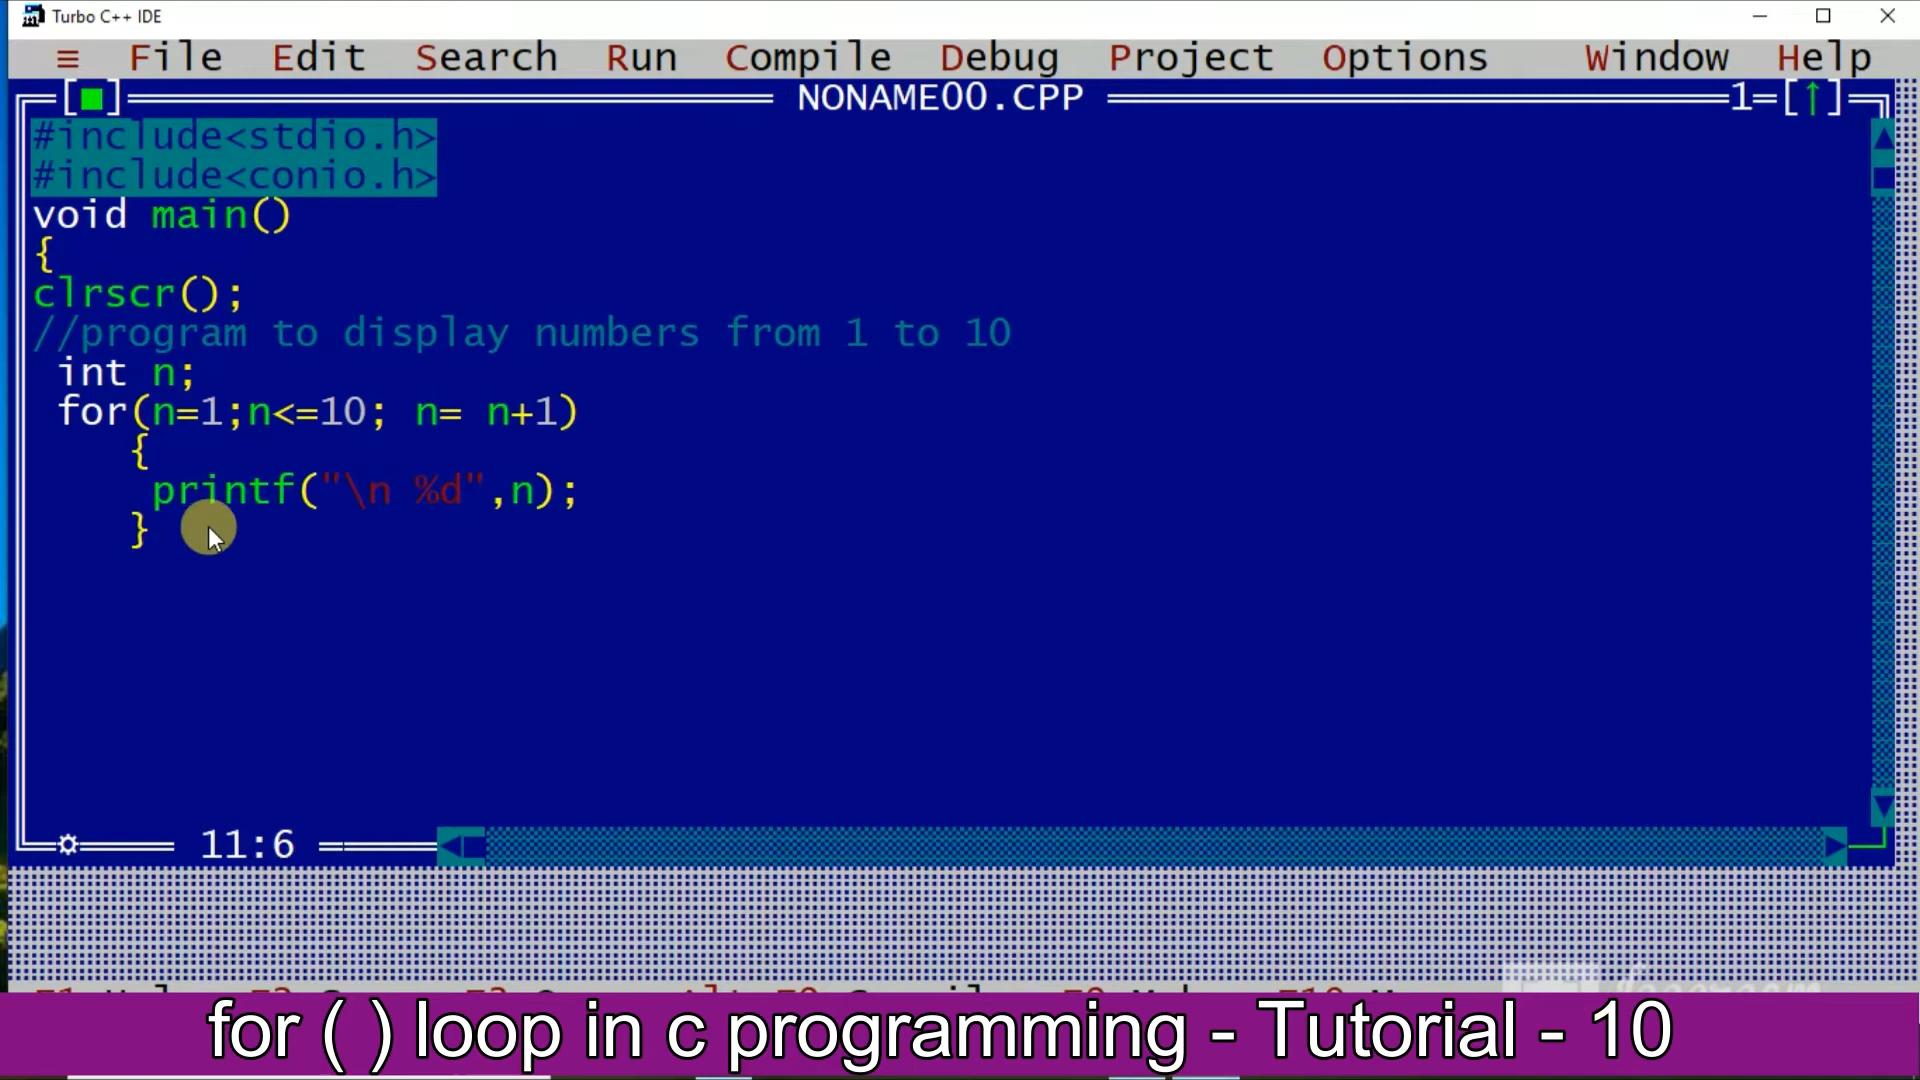 Turbo C++ IDE
≡ File Edit Search Run Compile Debug Project Options Window Help
[■] NONAME00.CPP 1=[↑]
#include<stdio.h>
#include<conio.h>
void main()
{
clrscr();
//program to display numbers from 1 to 10
int n;
for(n=1;n<=10; n= n+1)
{
printf("\n %d",n);
}
11:6
for ( ) loop in c programming - Tutorial - 10